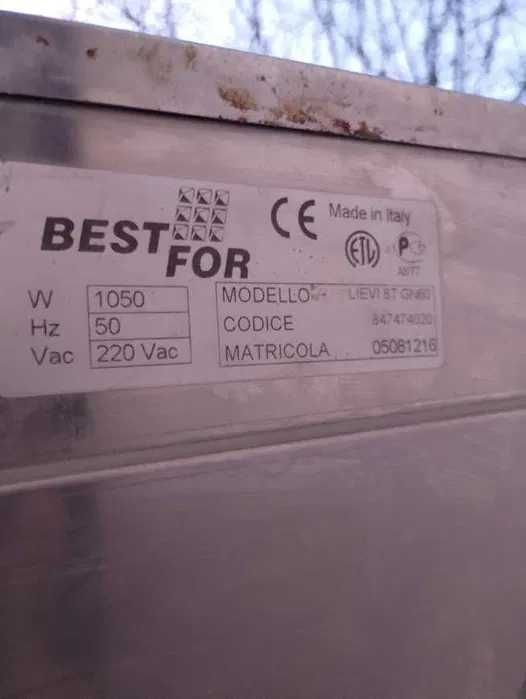 BEST
FOR
CE Made in Italy
ETL
W 1050
Hz 50
Vac 220 Vac
MODELLO LIEVI 8T GN60
CODICE 847474020
MATRICOLA 05081216